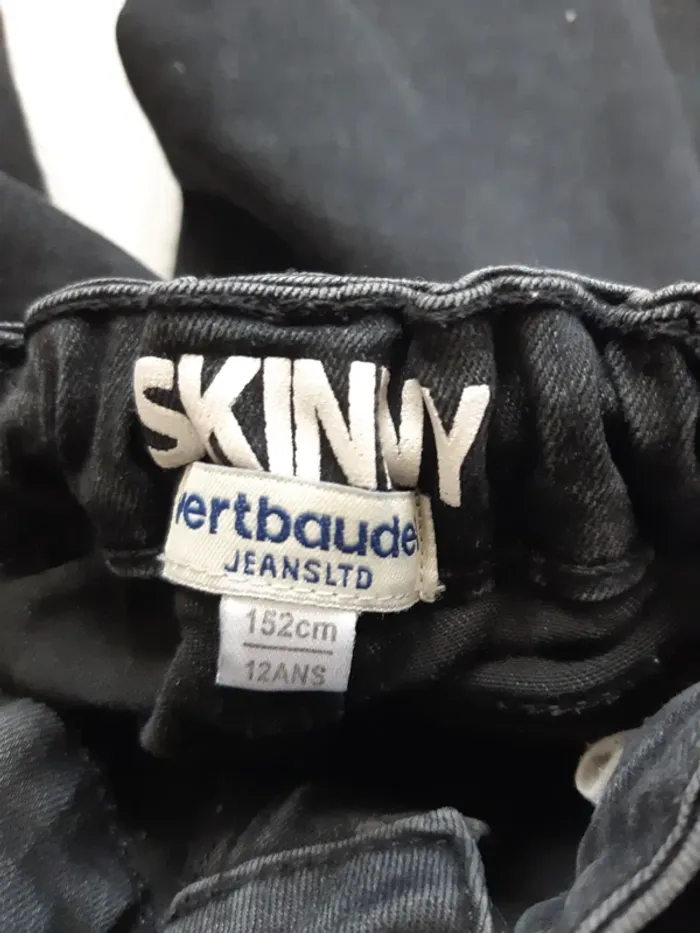 SKINNY
vertbaude
JEANSLTD
152cm
12ANS